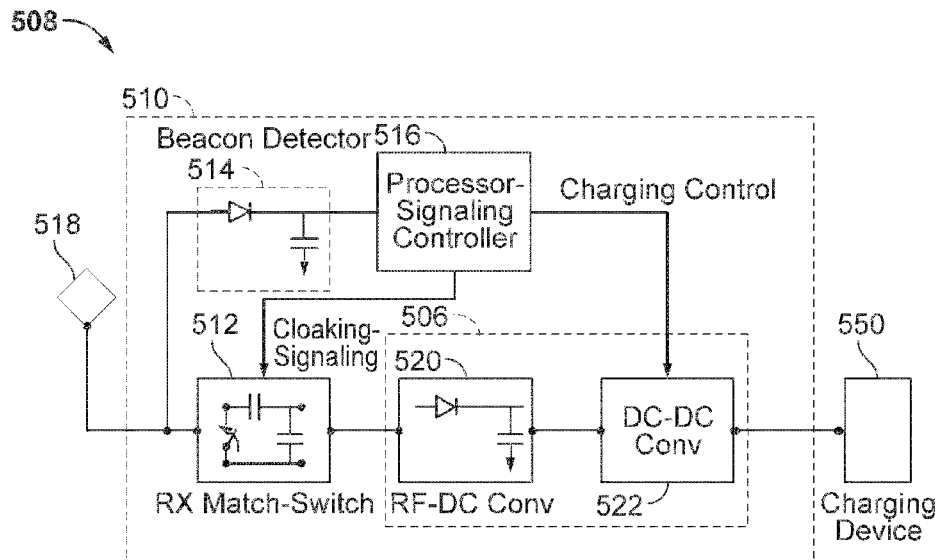 508
510
Beacon Detector
514
516
Processor-
Signaling
Controller
Charging Control
518
512
Cloaking-
Signaling
506
520
550
DC-DC
Conv
RX Match-Switch
RF-DC Conv
522
Charging
Device